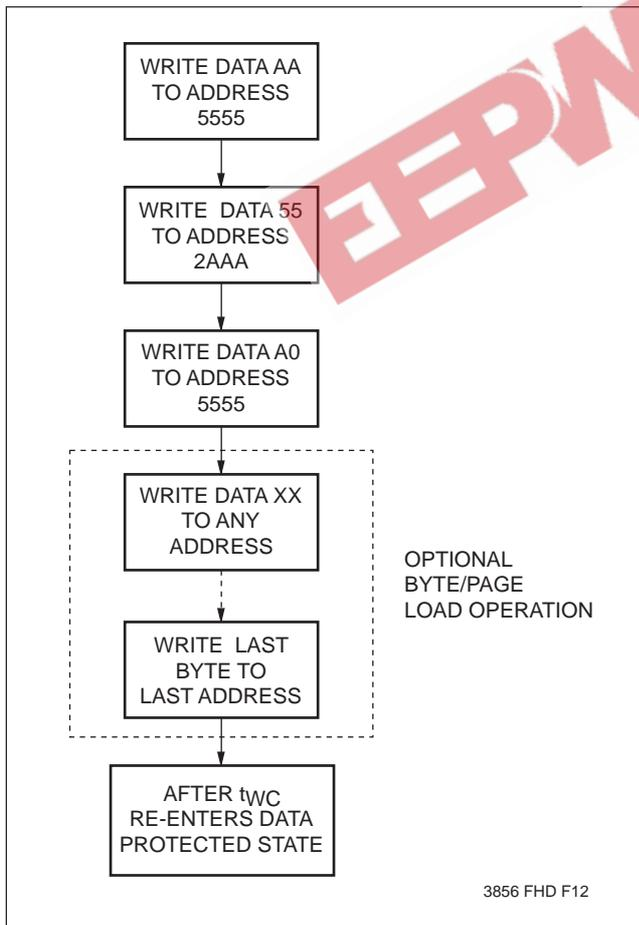 WRITE DATA AA
TO ADDRESS
5555
WRITE DATA 55
TO ADDRESS
2AAA
WRITE DATA A0
TO ADDRESS
5555
WRITE DATA XX
TO ANY
ADDRESS
OPTIONAL
BYTE/PAGE
LOAD OPERATION
WRITE LAST
BYTE TO
LAST ADDRESS
AFTER tWC
RE-ENTERS DATA
PROTECTED STATE
3856 FHD F12
EEPW